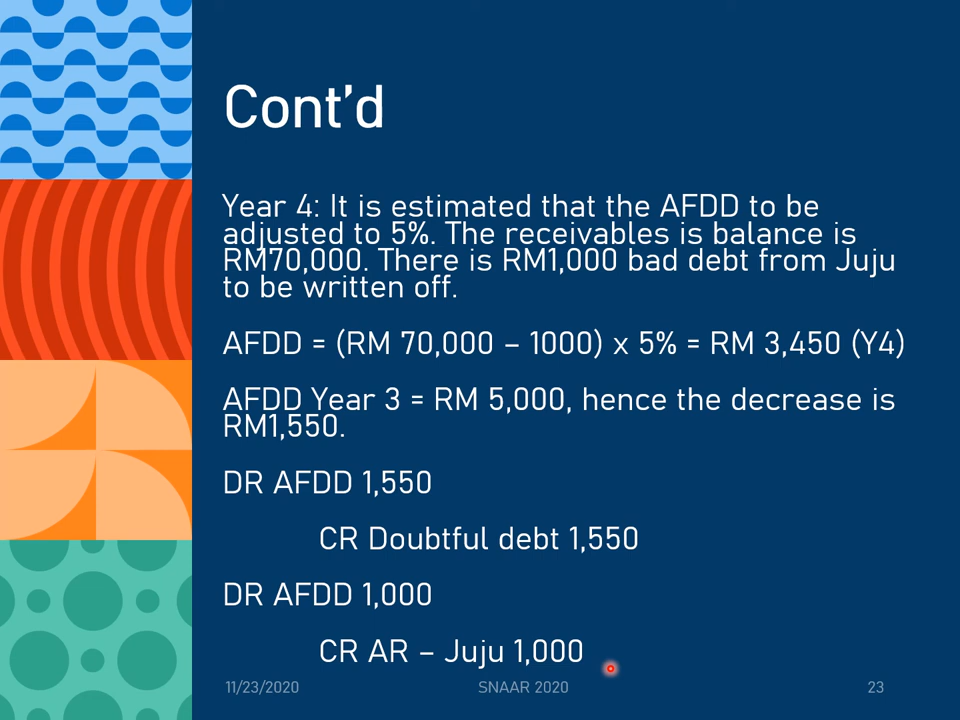 Cont'd
Year 4: It is estimated that the AFDD to be
adjusted to 5%. The receivables is balance is
RM70,000. There is RM1,000 bad debt from Juju
to be written off.
AFDD = (RM 70,000 – 1000) x 5% = RM 3,450 (Y4)
AFDD Year 3 = RM 5,000, hence the decrease is
RM1,550.
DR AFDD 1,550
CR Doubtful debt 1,550
DR AFDD 1,000
CR AR – Juju 1,000
11/23/2020 SNAAR 2020 23